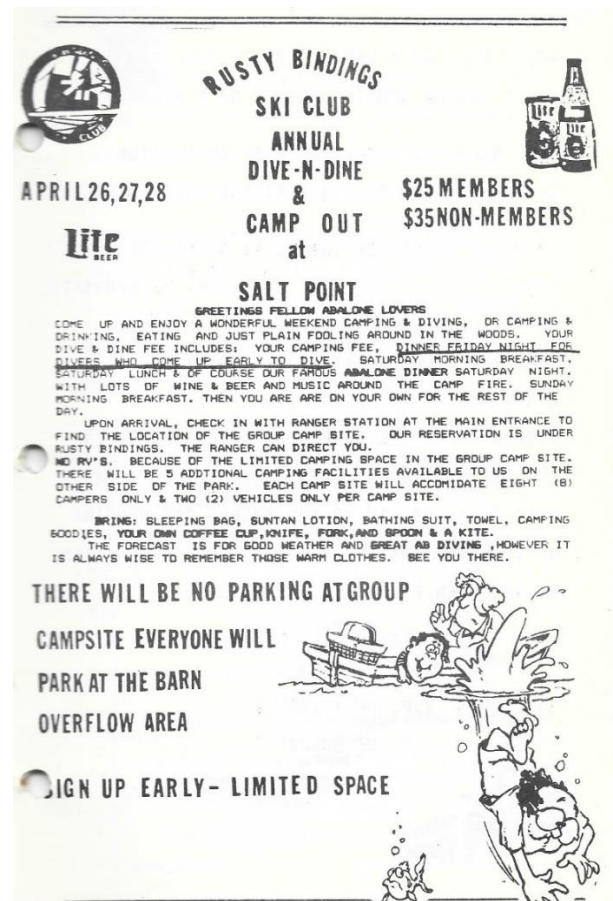 CLUB
RUSTY BINDINGS
SKI CLUB
ANNUAL
DIVE-N-DINE
&
CAMP OUT
at
SALT POINT
APRIL 26,27,28
Lite
BEER
Lite
lite
$25 MEMBERS
$35 NON-MEMBERS
GREETINGS FELLOW ABALONE LOVERS
COME UP AND ENJOY A WONDERFUL WEEKEND CAMPING & DIVING, OR CAMPING &
DRINKING, EATING AND JUST PLAIN FOOLING AROUND IN THE WOODS. YOUR
DIVE & DINE FEE INCLUDES: YOUR CAMPING FEE, DINNER FRIDAY NIGHT FOR
DIVERS WHO COME UP EARLY TO DIVE. SATURDAY MORNING BREAKFAST,
SATURDAY LUNCH & OF COURSE OUR FAMOUS ABALONE DINNER SATURDAY NIGHT.
WITH LOTS OF WINE & BEER AND MUSIC AROUND THE CAMP FIRE. SUNDAY
MORNING BREAKFAST. THEN YOU ARE ARE ON YOUR OWN FOR THE REST OF THE
DAY.
UPON ARRIVAL, CHECK IN WITH RANGER STATION AT THE MAIN ENTRANCE TO
FIND THE LOCATION OF THE GROUP CAMP SITE. OUR RESERVATION IS UNDER
RUSTY BINDINGS. THE RANGER CAN DIRECT YOU.
NO RV'S. BECAUSE OF THE LIMITED CAMPING SPACE IN THE GROUP CAMP SITE.
THERE WILL BE 5 ADDTIONAL CAMPING FACILITIES AVAILABLE TO US ON THE
OTHER SIDE OF THE PARK. EACH CAMP SITE WILL ACCOMIDATE EIGHT (8)
CAMPERS ONLY & TWO (2) VEHICLES ONLY PER CAMP SITE.
BRING: SLEEPING BAG, SUNTAN LOTION, BATHING SUIT, TOWEL, CAMPING
GOODIES, YOUR OWN COFFEE CUP,KNIFE, FORK,AND SPOON & A KITE.
THE FORECAST IS FOR GOOD WEATHER AND GREAT AB DIVING ,HOWEVER IT
IS ALWAYS WISE TO REMEMBER THOSE WARM CLOTHES. SEE YOU THERE.
THERE WILL BE NO PARKING AT GROUP
CAMPSITE EVERYONE WILL
PARK AT THE BARN
OVERFLOW AREA
SIGN UP EARLY- LIMITED SPACE